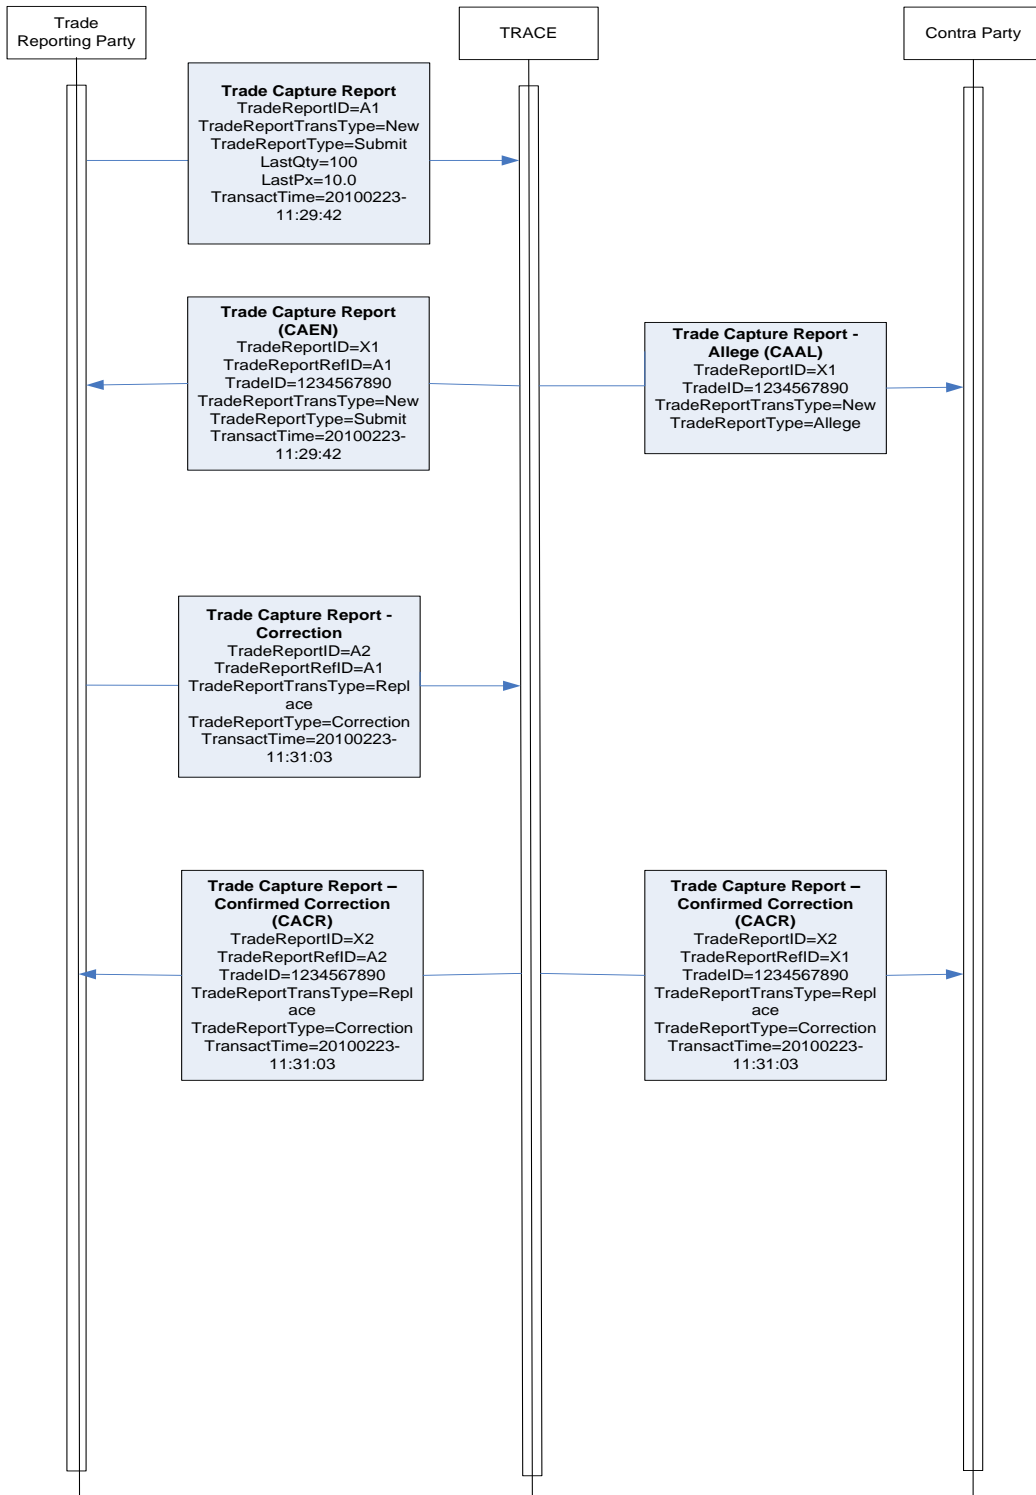 Trade
Reporting Party
TRACE
Contra Party
Trade Capture Report
TradeReportID=A1
TradeReportTransType=New
TradeReportType=Submit
LastQty=100
LastPx=10.0
TransactTime=20100223-
11:29:42
Trade Capture Report
(CAEN)
TradeReportID=X1
TradeReportRefID=A1
TradeID=1234567890
TradeReportTransType=New
TradeReportType=Submit
TransactTime=20100223-
11:29:42
Trade Capture Report -
Allege (CAAL)
TradeReportID=X1
TradeID=1234567890
TradeReportTransType=New
TradeReportType=Allege
Trade Capture Report -
Correction
TradeReportID=A2
TradeReportRefID=A1
TradeReportTransType=Repl
ace
TradeReportType=Correction
TransactTime=20100223-
11:31:03
Trade Capture Report –
Confirmed Correction
(CACR)
TradeReportID=X2
TradeReportRefID=A2
TradeID=1234567890
TradeReportTransType=Repl
ace
TradeReportType=Correction
TransactTime=20100223-
11:31:03
Trade Capture Report –
Confirmed Correction
(CACR)
TradeReportID=X2
TradeReportRefID=X1
TradeID=1234567890
TradeReportTransType=Repl
ace
TradeReportType=Correction
TransactTime=20100223-
11:31:03